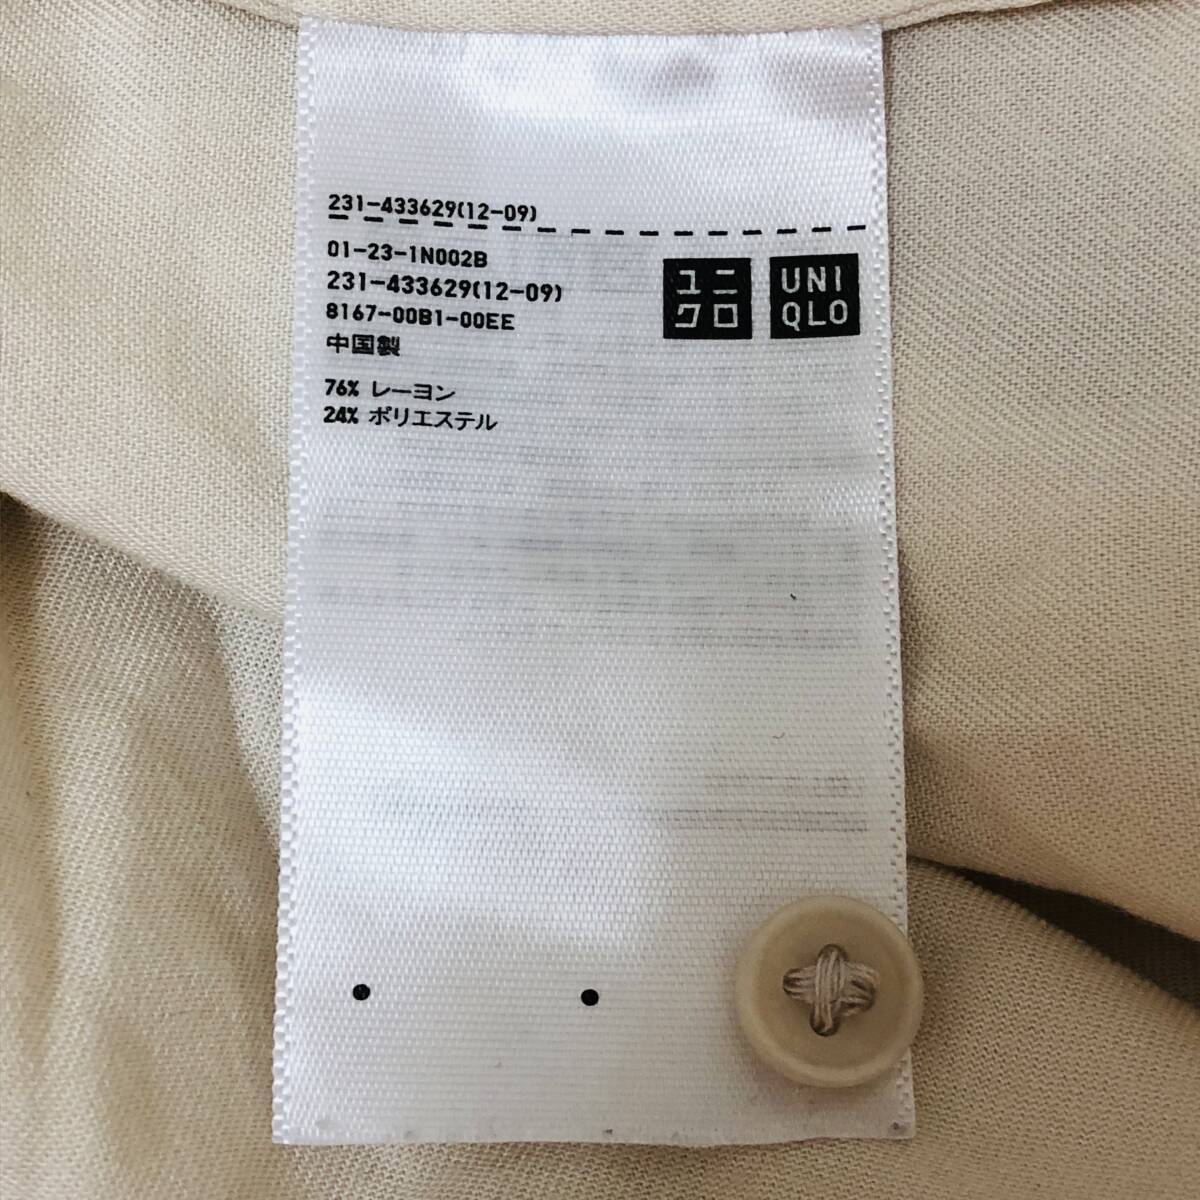 231-433629(12-09)
01-23-1N002B
231-433629(12-09)
8167-00B1-00EE
中国製
76% レーヨン
24% ポリエステル
ユニ
クロ
UNI
QLO